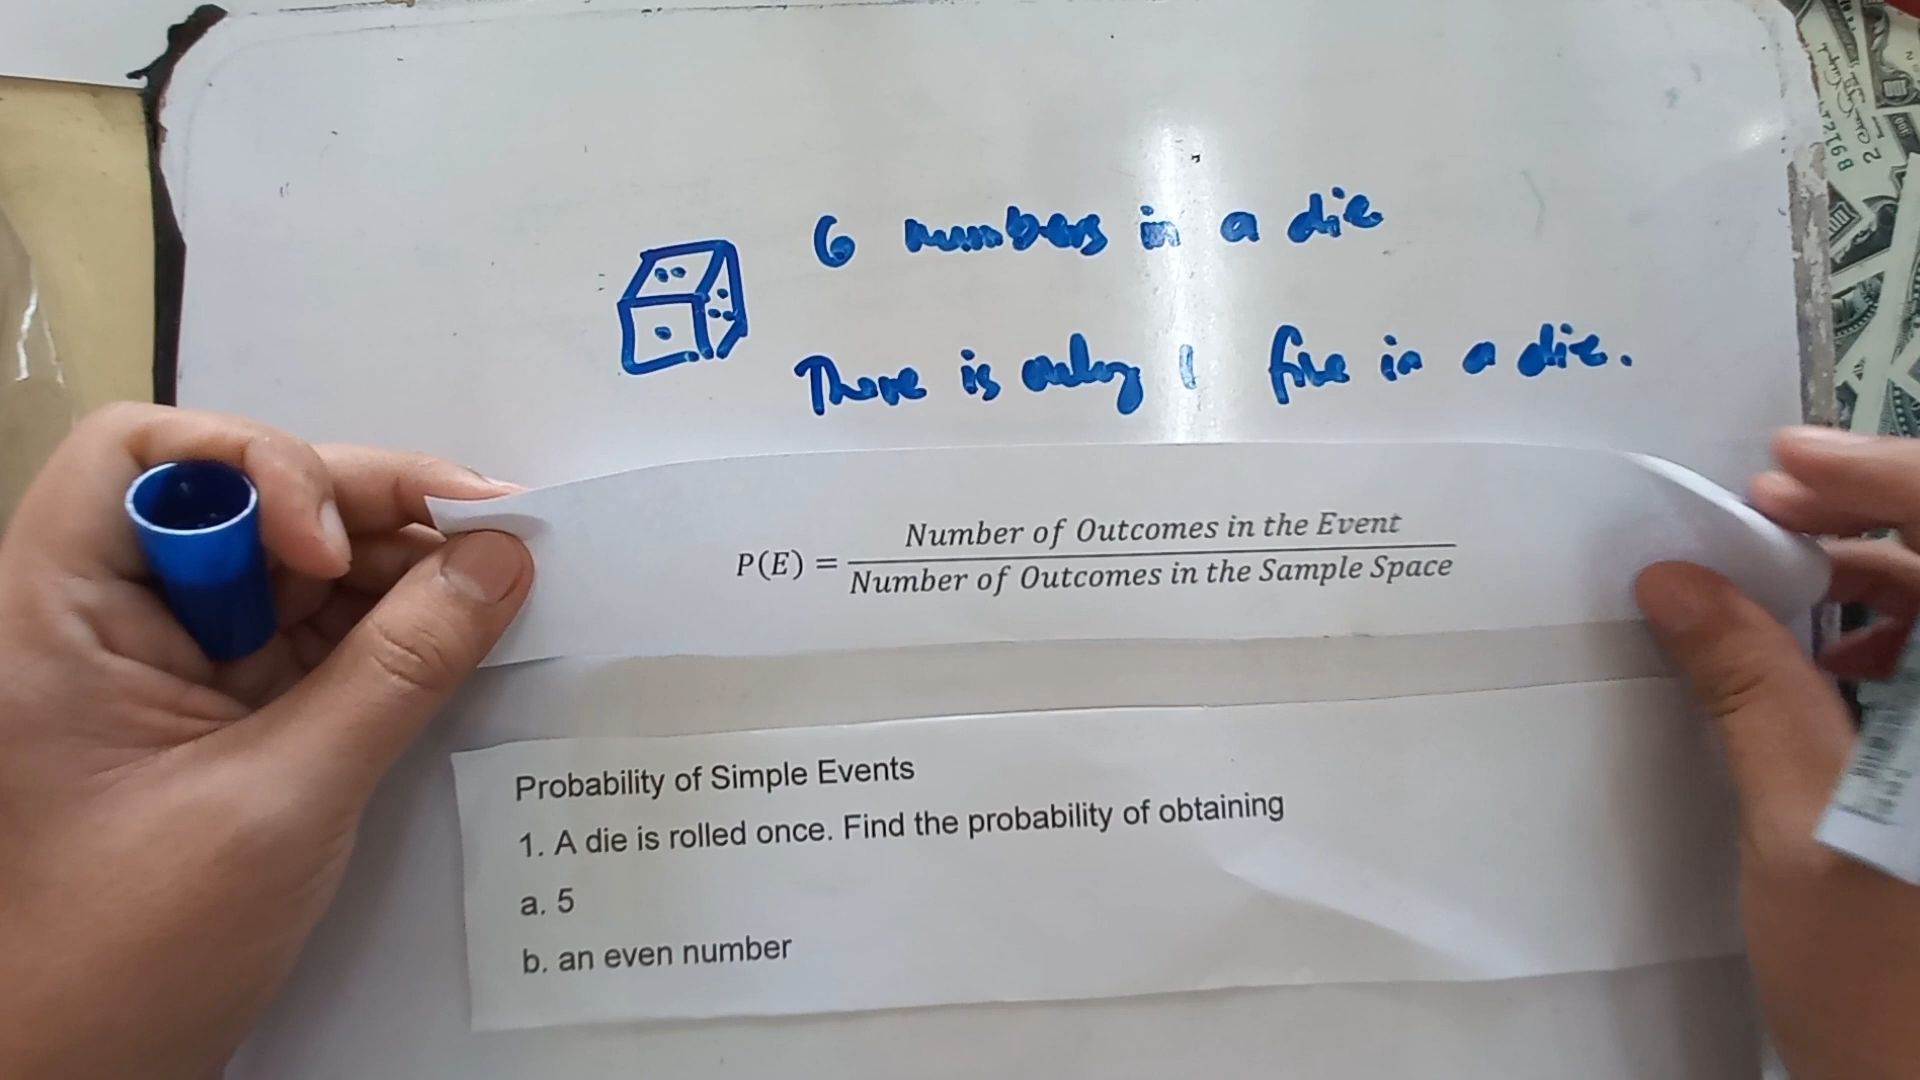 6 numbers in a die
There is only 1 five in a die.
P(E) = Number of Outcomes in the Event
Number of Outcomes in the Sample Space
Probability of Simple Events
1. A die is rolled once. Find the probability of obtaining
a. 5
b. an even number